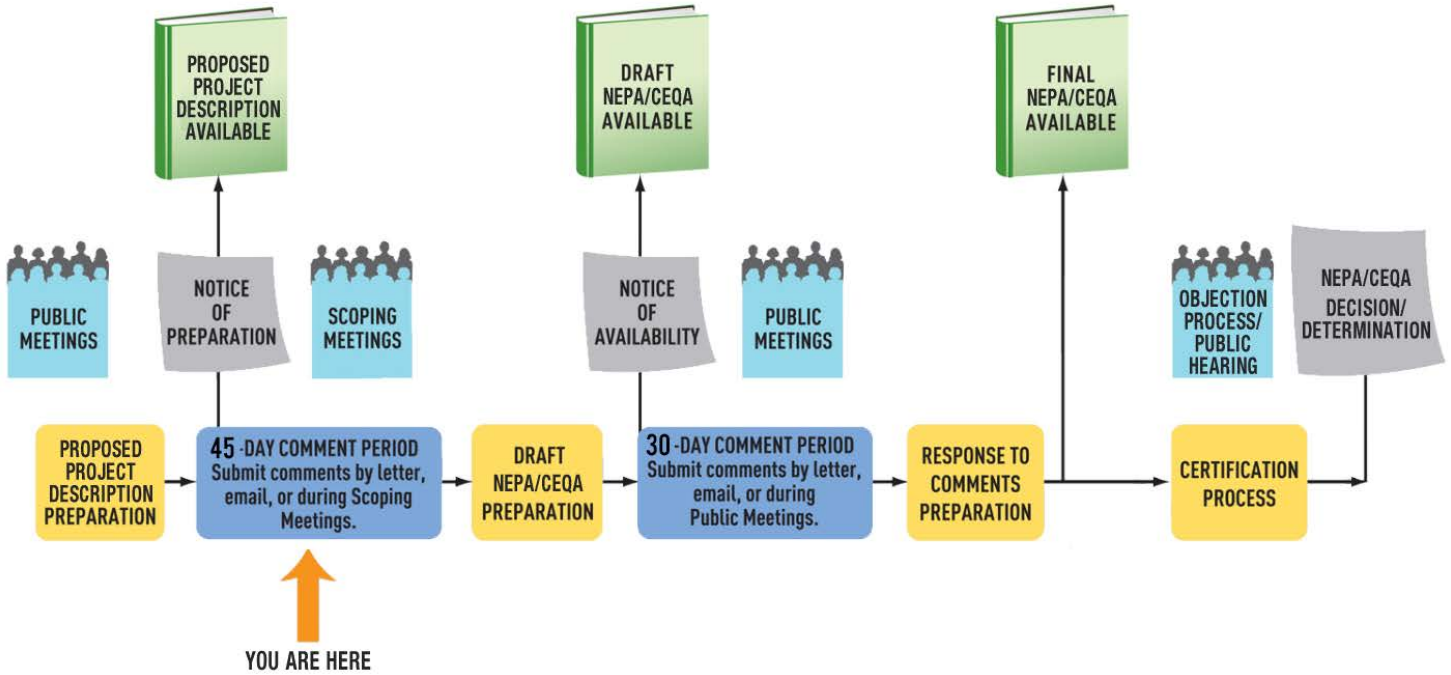 PROPOSED
PROJECT
DESCRIPTION
AVAILABLE
DRAFT
NEPA/CEQA
AVAILABLE
FINAL
NEPA/CEQA
AVAILABLE
PUBLIC
MEETINGS
NOTICE
OF
PREPARATION
SCOPING
MEETINGS
NOTICE
OF
AVAILABILITY
PUBLIC
MEETINGS
OBJECTION
PROCESS/
PUBLIC
HEARING
NEPA/CEQA
DECISION/
DETERMINATION
PROPOSED
PROJECT
DESCRIPTION
PREPARATION
45 -DAY COMMENT PERIOD
Submit comments by letter,
email, or during Scoping
Meetings.
DRAFT
NEPA/CEQA
PREPARATION
30 -DAY COMMENT PERIOD
Submit comments by letter,
email, or during
Public Meetings.
RESPONSE TO
COMMENTS
PREPARATION
CERTIFICATION
PROCESS
YOU ARE HERE